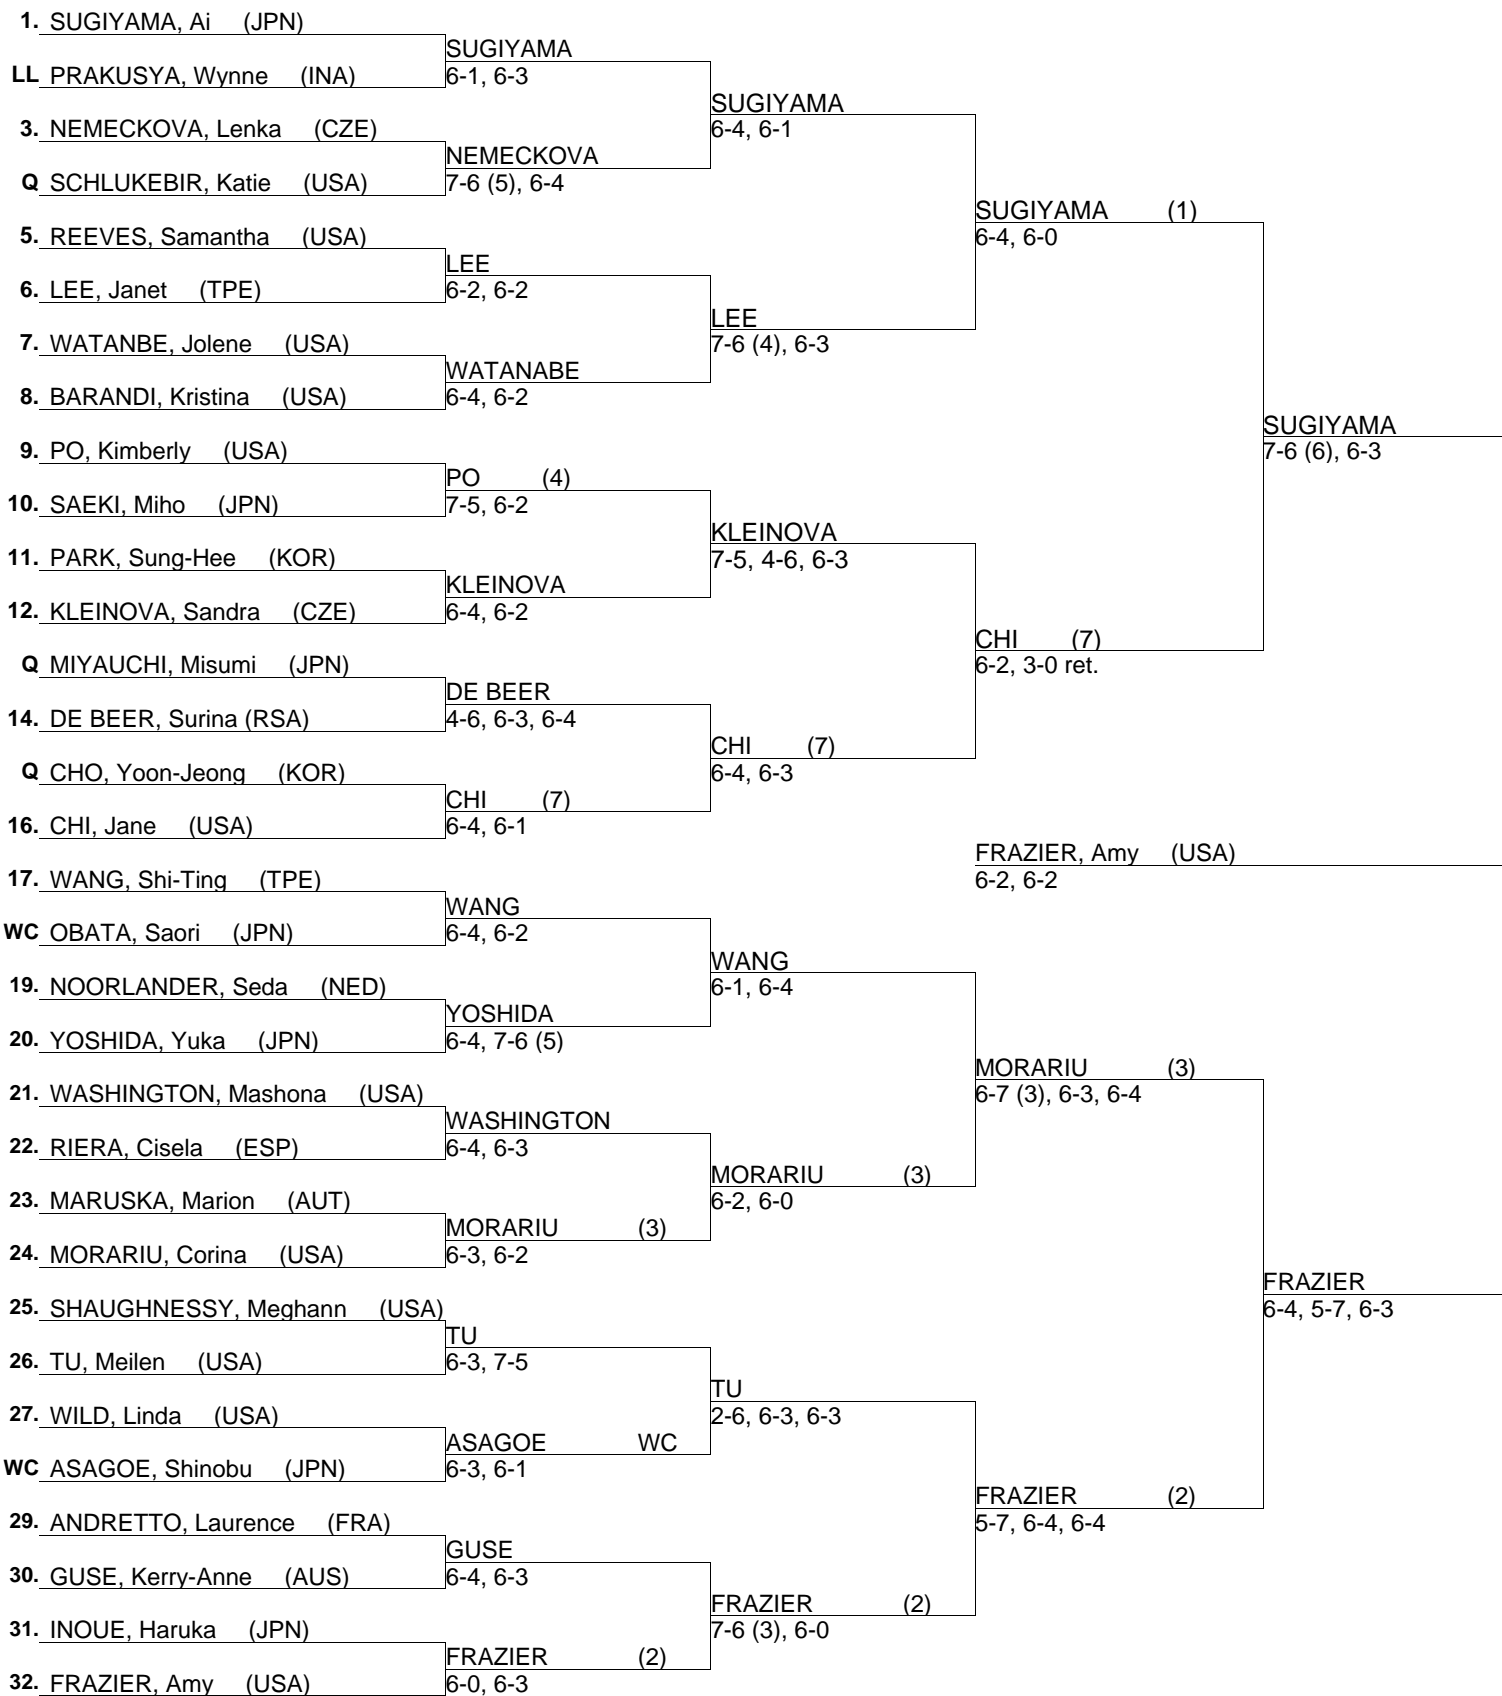 1. SUGIYAMA, Ai (JPN)
SUGIYAMA
LL PRAKUSYA, Wynne (INA)
6-1, 6-3
SUGIYAMA
3. NEMECKOVA, Lenka (CZE)
6-4, 6-1
NEMECKOVA
Q SCHLUKEBIR, Katie (USA)
7-6 (5), 6-4
SUGIYAMA (1)
5. REEVES, Samantha (USA)
6-4, 6-0
LEE
6. LEE, Janet (TPE)
6-2, 6-2
LEE
7. WATANBE, Jolene (USA)
7-6 (4), 6-3
WATANABE
8. BARANDI, Kristina (USA)
6-4, 6-2
SUGIYAMA
9. PO, Kimberly (USA)
7-6 (6), 6-3
PO (4)
10. SAEKI, Miho (JPN)
7-5, 6-2
KLEINOVA
11. PARK, Sung-Hee (KOR)
7-5, 4-6, 6-3
KLEINOVA
12. KLEINOVA, Sandra (CZE)
6-4, 6-2
CHI (7)
Q MIYAUCHI, Misumi (JPN)
6-2, 3-0 ret.
DE BEER
14. DE BEER, Surina (RSA)
4-6, 6-3, 6-4
CHI (7)
Q CHO, Yoon-Jeong (KOR)
6-4, 6-3
CHI (7)
16. CHI, Jane (USA)
6-4, 6-1
FRAZIER, Amy (USA)
17. WANG, Shi-Ting (TPE)
6-2, 6-2
WANG
WC OBATA, Saori (JPN)
6-4, 6-2
WANG
19. NOORLANDER, Seda (NED)
6-1, 6-4
YOSHIDA
20. YOSHIDA, Yuka (JPN)
6-4, 7-6 (5)
MORARIU (3)
21. WASHINGTON, Mashona (USA)
6-7 (3), 6-3, 6-4
WASHINGTON
22. RIERA, Cisela (ESP)
6-4, 6-3
MORARIU (3)
23. MARUSKA, Marion (AUT)
6-2, 6-0
MORARIU (3)
24. MORARIU, Corina (USA)
6-3, 6-2
FRAZIER
25. SHAUGHNESSY, Meghann (USA)
6-4, 5-7, 6-3
TU
26. TU, Meilen (USA)
6-3, 7-5
TU
27. WILD, Linda (USA)
2-6, 6-3, 6-3
ASAGOE WC
WC ASAGOE, Shinobu (JPN)
6-3, 6-1
FRAZIER (2)
29. ANDRETTO, Laurence (FRA)
5-7, 6-4, 6-4
GUSE
30. GUSE, Kerry-Anne (AUS)
6-4, 6-3
FRAZIER (2)
31. INOUE, Haruka (JPN)
7-6 (3), 6-0
FRAZIER (2)
32. FRAZIER, Amy (USA)
6-0, 6-3